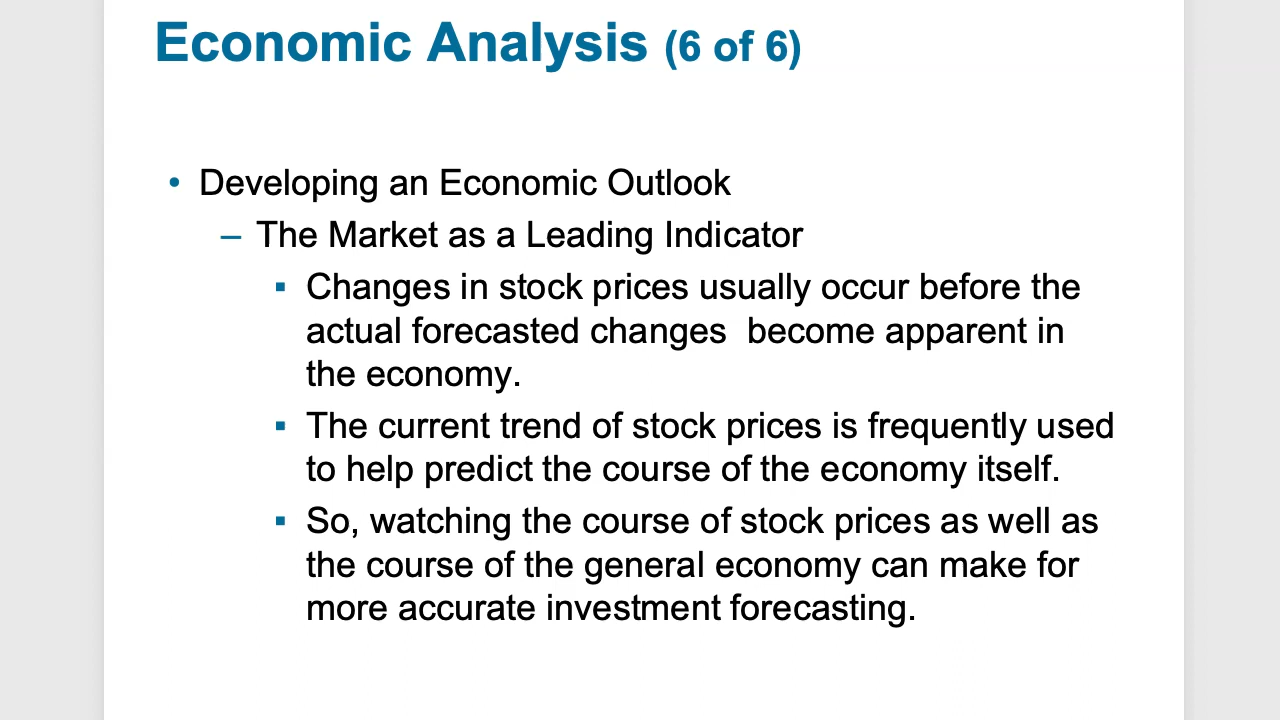 Economic Analysis (6 of 6)
• Developing an Economic Outlook
– The Market as a Leading Indicator
▪ Changes in stock prices usually occur before the
actual forecasted changes  become apparent in
the economy.
▪ The current trend of stock prices is frequently used
to help predict the course of the economy itself.
▪ So, watching the course of stock prices as well as
the course of the general economy can make for
more accurate investment forecasting.